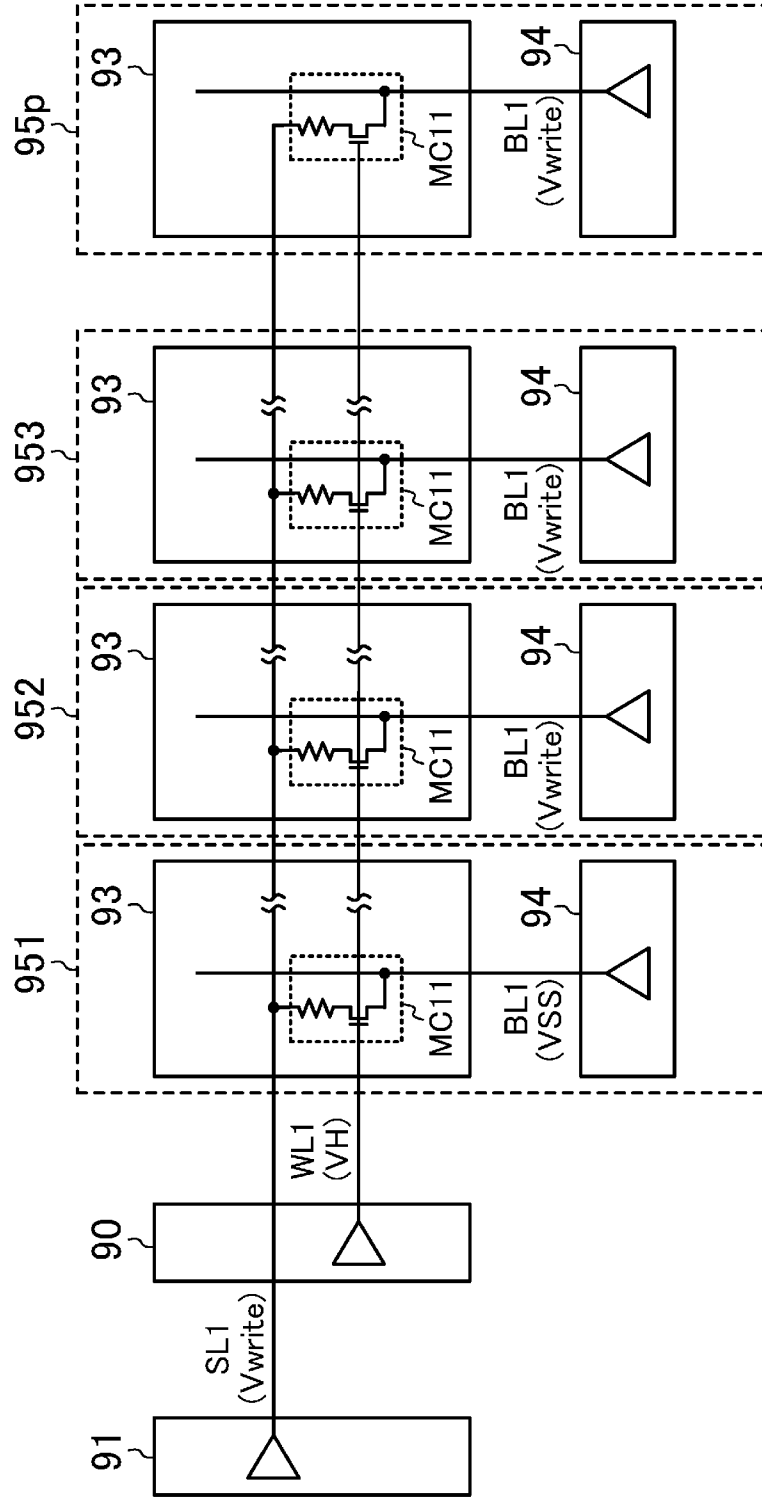 91
SL1
(Vwrite)
90
WL1
(VH)
951
93
MC11
BL1
(VSS)
94
952
93
MC11
BL1
(Vwrite)
94
953
93
MC11
BL1
(Vwrite)
94
95p
93
MC11
BL1
(Vwrite)
94